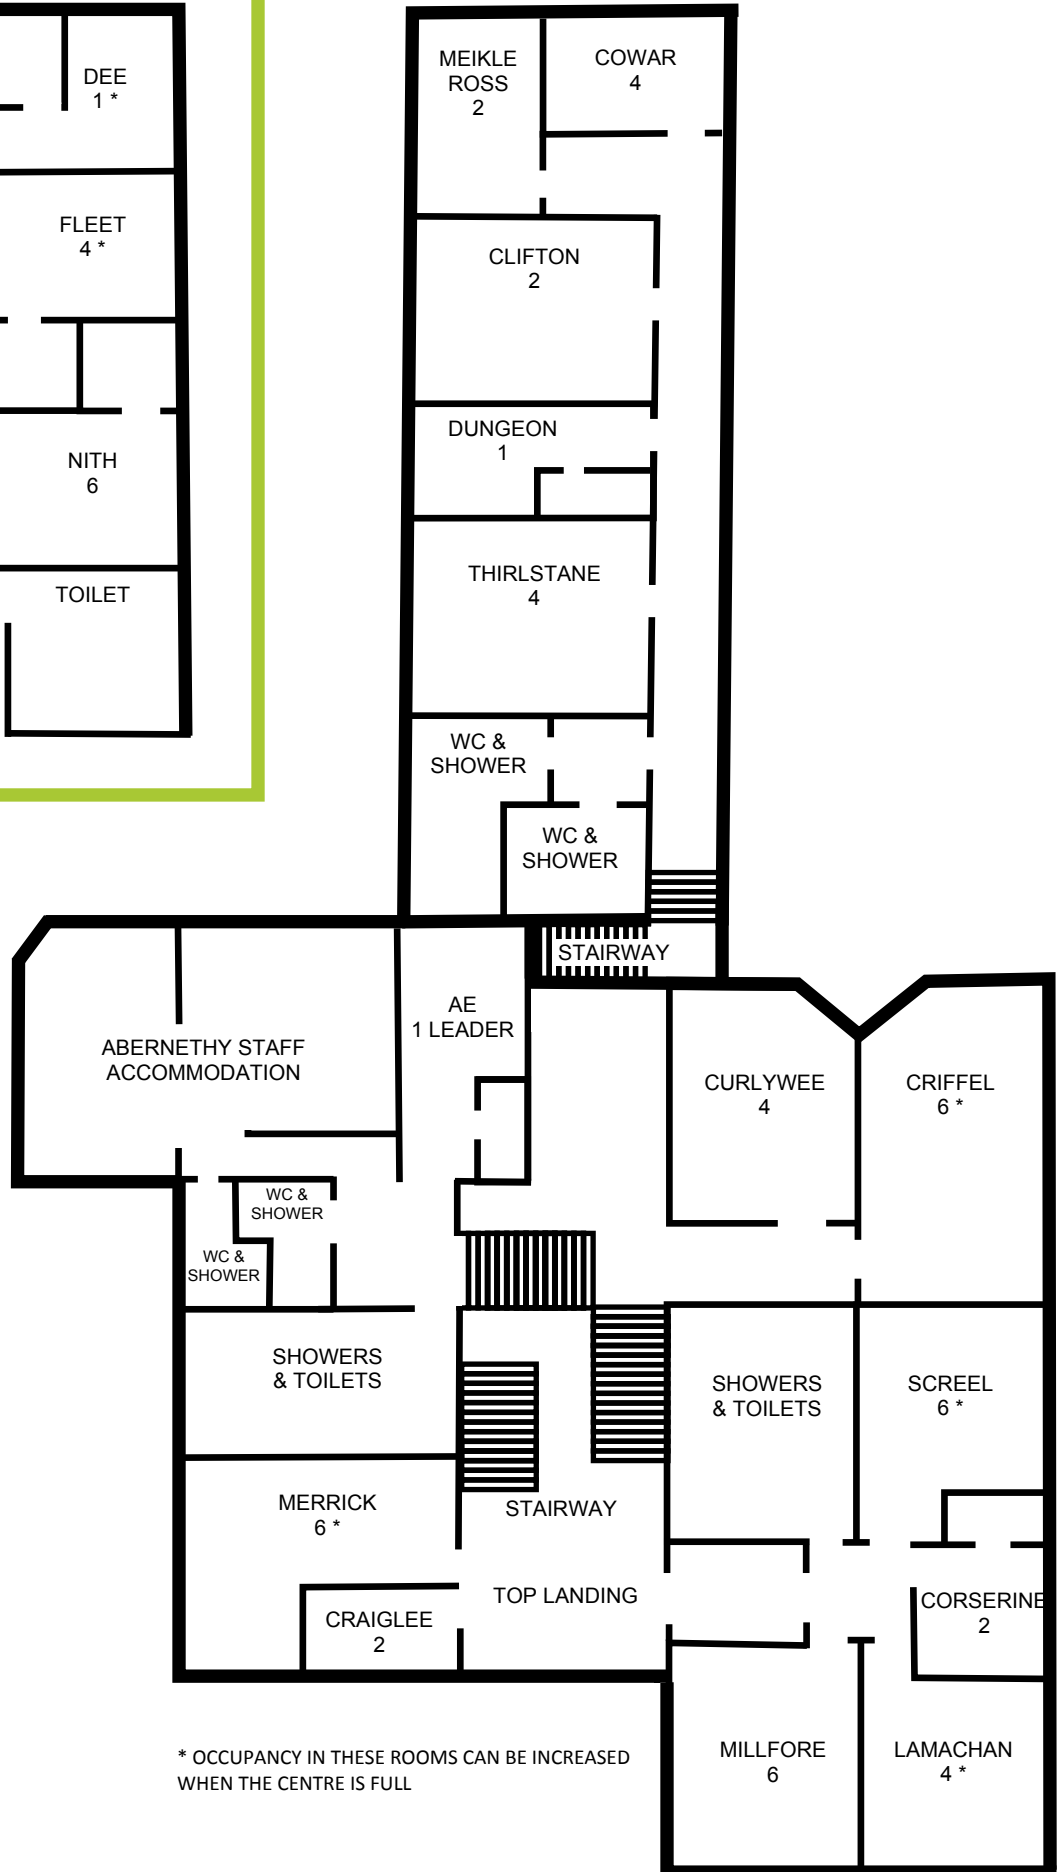 DEE
1 *
FLEET
4 *
NITH
6
TOILET
MEIKLE
ROSS
2
COWAR
4
CLIFTON
2
DUNGEON
1
THIRLSTANE
4
WC &
SHOWER
WC &
SHOWER
STAIRWAY
AE
1 LEADER
ABERNETHY STAFF
ACCOMMODATION
CURLYWEE
4
CRIFFEL
6 *
WC &
SHOWER
WC &
SHOWER
SHOWERS
& TOILETS
SHOWERS
& TOILETS
SCREEL
6 *
MERRICK
6 *
STAIRWAY
TOP LANDING
CRAIGLEE
2
CORSERINE
2
MILLFORE
6
LAMACHAN
4 *
* OCCUPANCY IN THESE ROOMS CAN BE INCREASED
WHEN THE CENTRE IS FULL